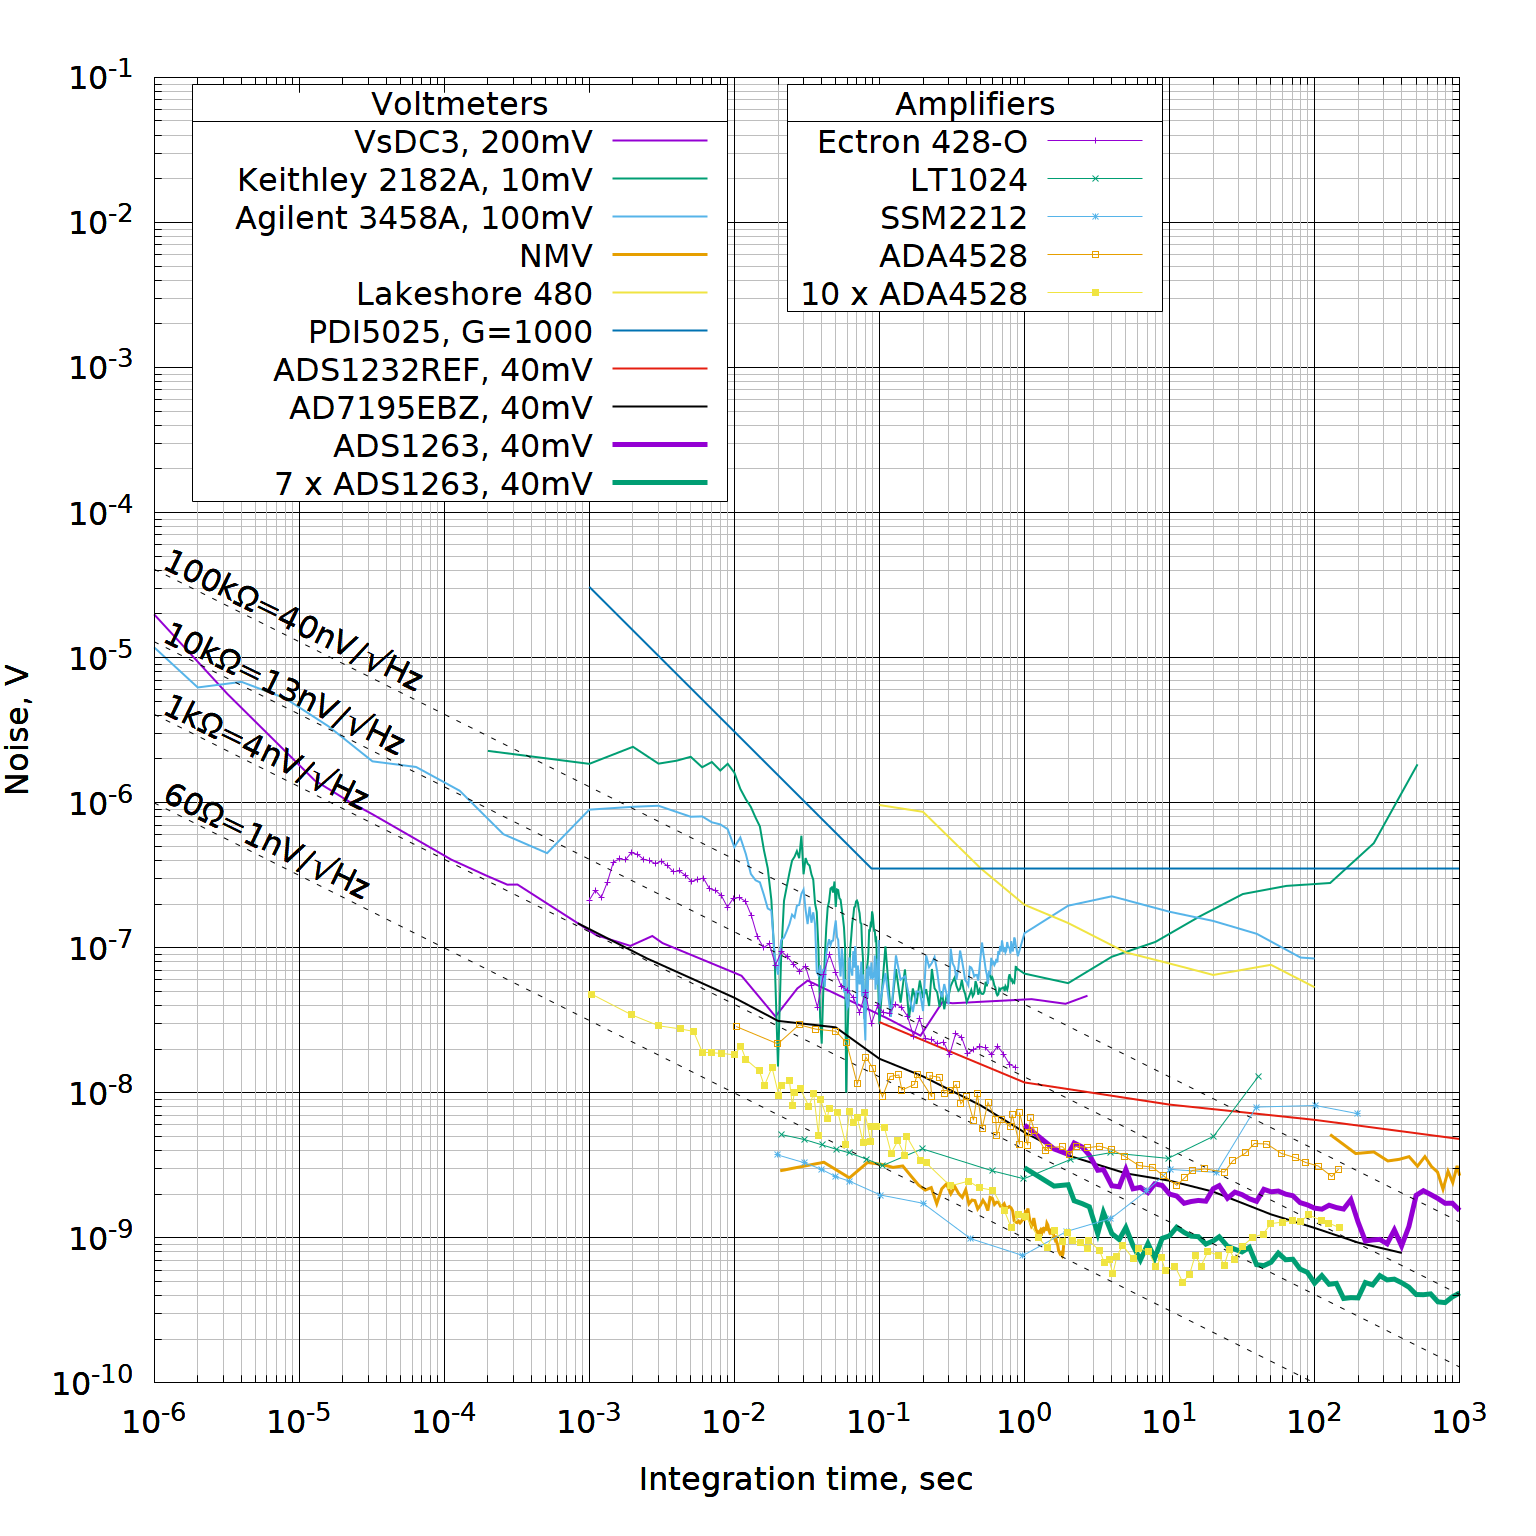 Voltmeters
VsDC3, 200mV
Keithley 2182A, 10mV
Agilent 3458A, 100mV
NMV
Lakeshore 480
PDI5025, G=1000
ADS1232REF, 40mV
AD7195EBZ, 40mV
ADS1263, 40mV
7 x ADS1263, 40mV
Amplifiers
Ectron 428-O
LT1024
SSM2212
ADA4528
10 x ADA4528
10⁻¹
10⁻²
10⁻³
10⁻⁴
10⁻⁵
10⁻⁶
10⁻⁷
10⁻⁸
10⁻⁹
10⁻¹⁰
Noise, V
100kΩ=40nV/√Hz
10kΩ=13nV/√Hz
1kΩ=4nV/√Hz
60Ω=1nV/√Hz
10⁻⁶ 10⁻⁵ 10⁻⁴ 10⁻³ 10⁻² 10⁻¹ 10⁰ 10¹ 10² 10³
Integration time, sec